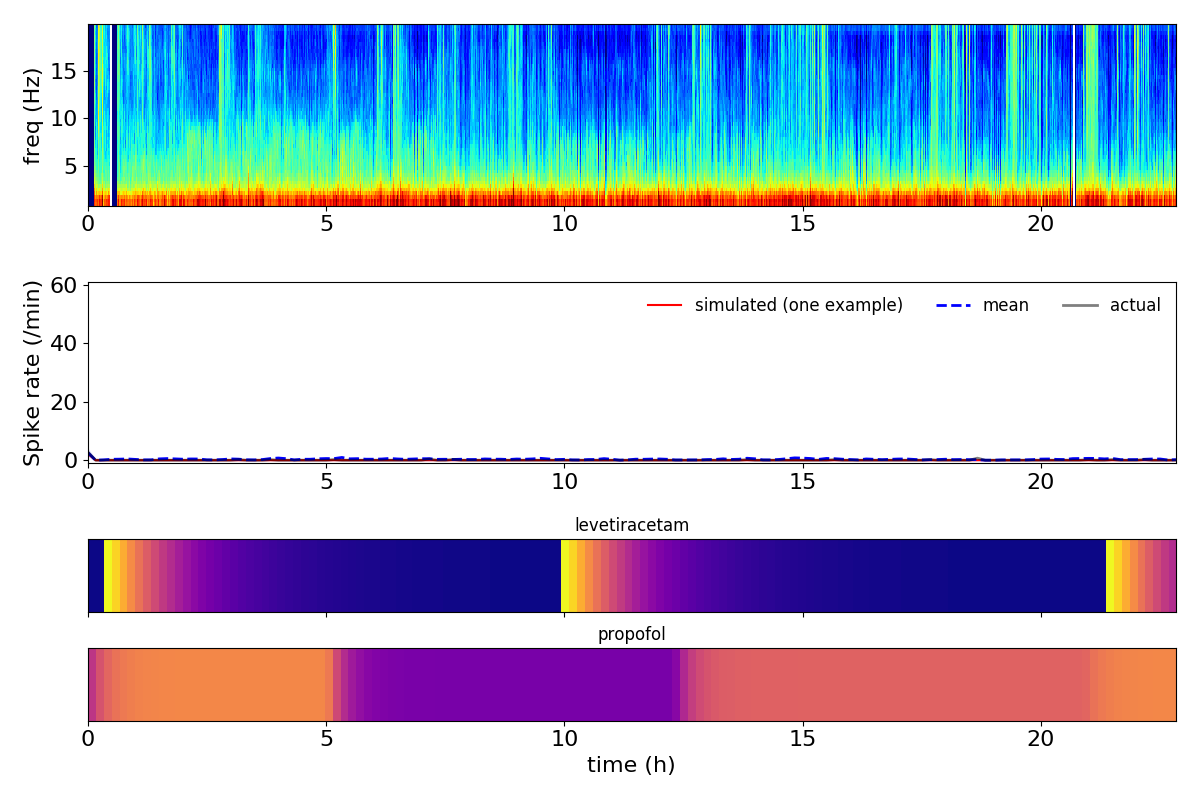 freq (Hz)
15
10
5
0 5 10 15 20
Spike rate (/min)
60
40
20
0
simulated (one example) mean actual
0 5 10 15 20
levetiracetam
propofol
0 5 10 15 20
time (h)